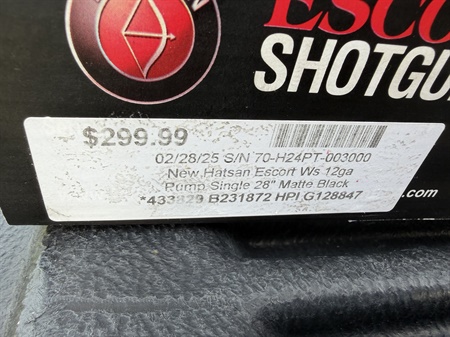 ESCO
SHOTGU
$299.99
02/28/25 S/N 70-H24PT-003000
New Hatsan Escort Ws 12ga
Pump Single 28" Matte Black
*433829 B231872 HPI G128847
.com